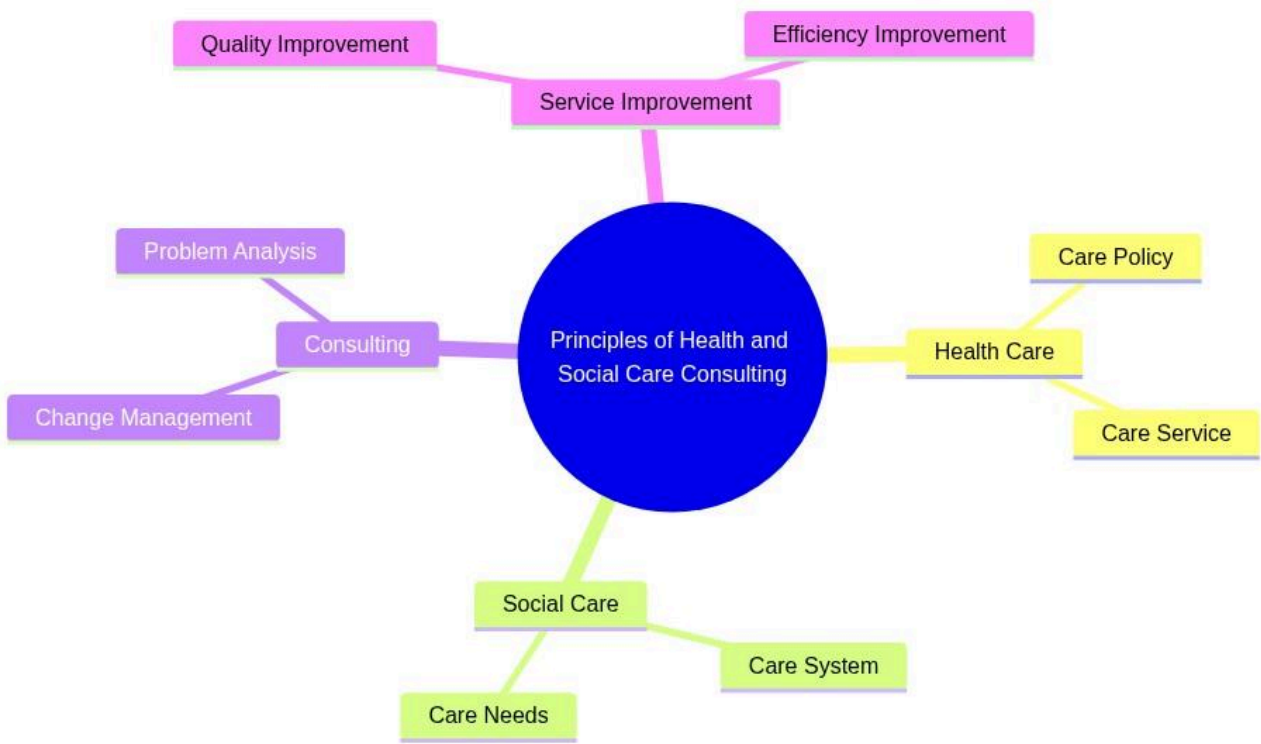 Quality Improvement
Efficiency Improvement
Service Improvement
Problem Analysis
Consulting
Change Management
Principles of Health and
Social Care Consulting
Care Policy
Health Care
Care Service
Social Care
Care System
Care Needs